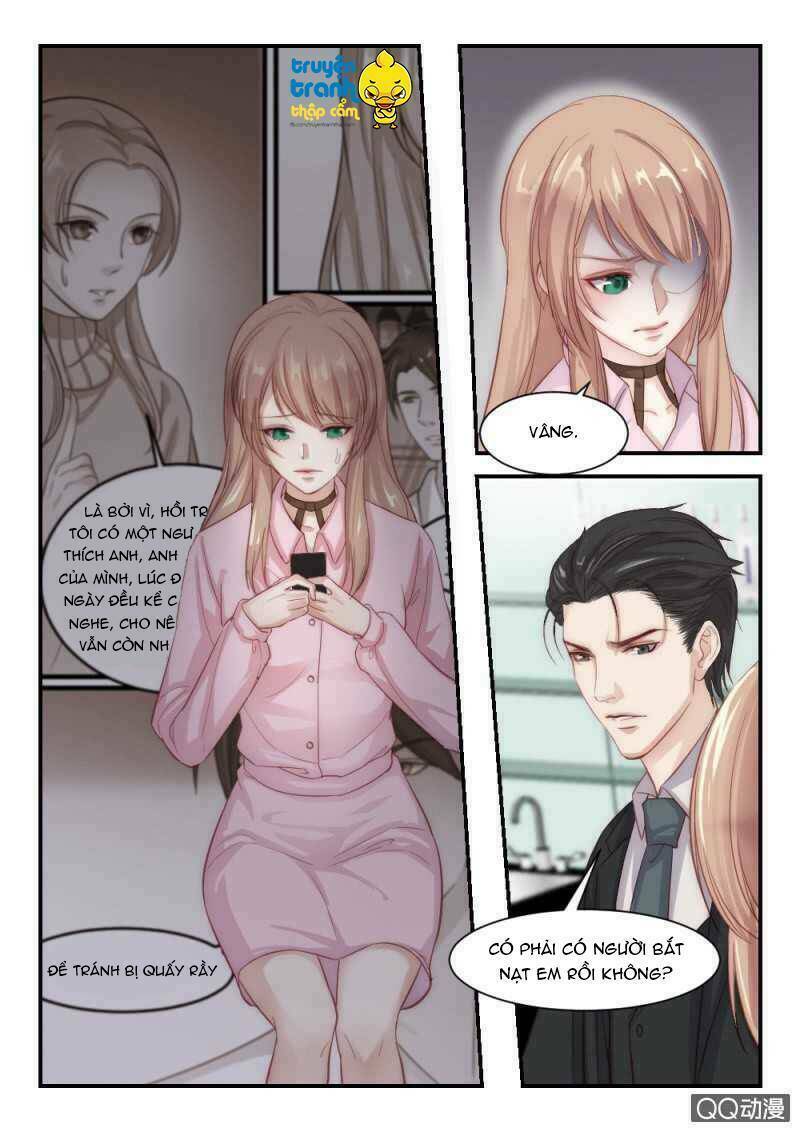 truyện
tranh
thập cẩm
VÂNG.
LÀ BỞI VÌ, HỒI TR
TÔI CÓ MỘT NGƯ
THÍCH ANH, ANH
CỦA MÌNH, LÚC Đ
NGÀY ĐỀU KỂ C
NGHE, CHO NÊ
VẪN CÒN NH
ĐỂ TRÁNH BỊ QUẤY RẦY
CÓ PHẢI CÓ NGƯỜI BẮT
NẠT EM RỒI KHÔNG?
QQ动漫